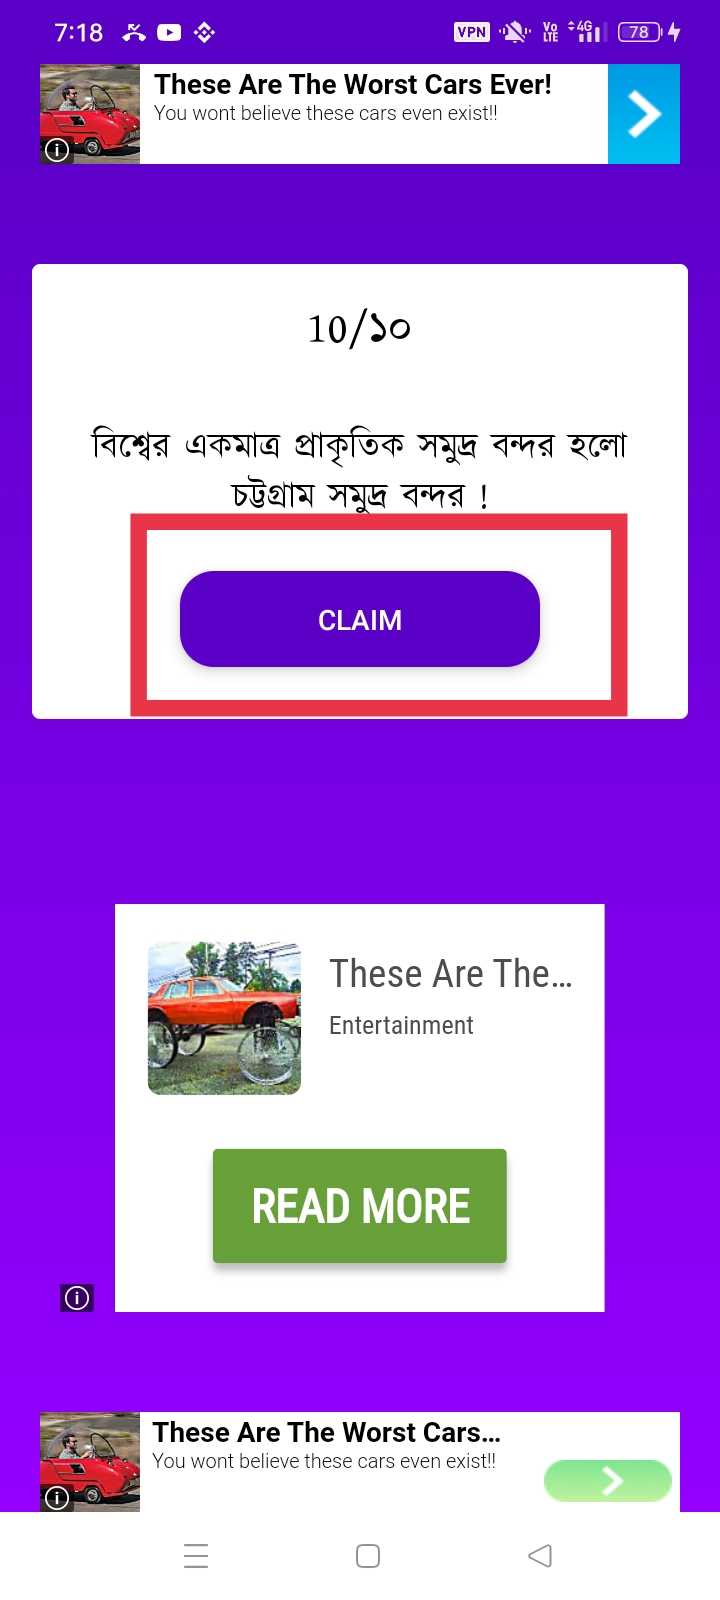 7:18
VPN
Vo
LTE
4G
78
These Are The Worst Cars Ever!
You wont believe these cars even exist!!
10/১০
বিশ্বের একমাত্র প্রাকৃতিক সমুদ্র বন্দর হলো
চট্টগ্রাম সমুদ্র বন্দর !
CLAIM
These Are The...
Entertainment
READ MORE
These Are The Worst Cars...
You wont believe these cars even exist!!